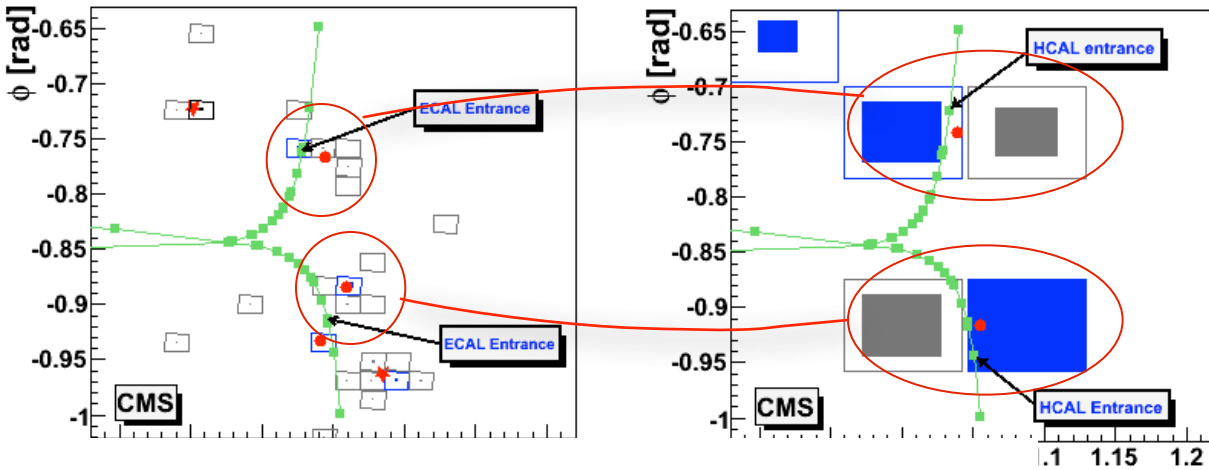 -0.65
-0.7
-0.75
-0.8
-0.85
-0.9
-0.95
-1
ϕ [rad]
ECAL Entrance
ECAL Entrance
CMS
-0.65
-0.7
-0.75
-0.8
-0.85
-0.9
-0.95
-1
ϕ [rad]
HCAL entrance
HCAL Entrance
CMS
.1 1.15 1.2